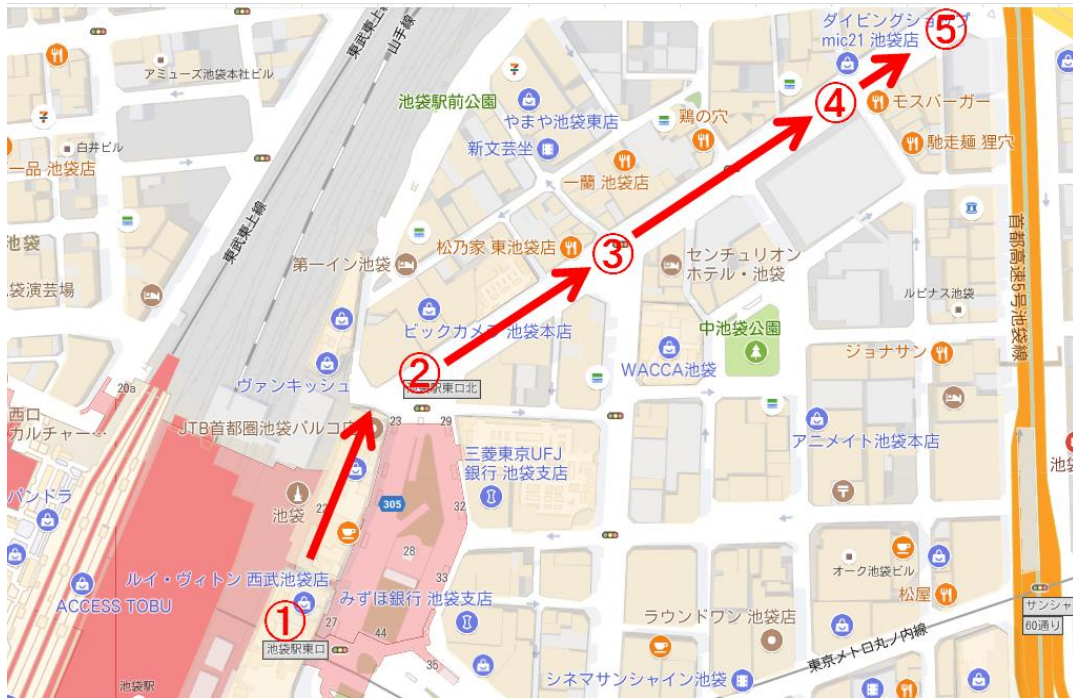 ダイビングショップ
mic21 池袋店
⑤
東武東上線
山手線
アミューズ池袋本社ビル
池袋駅前公園
やまや池袋東店
④
モスバーガー
鶏の穴
馳走麺 狸穴
白井ビル
一品 池袋店
新文芸坐
一蘭 池袋店
東武東上線
池袋
松乃家 東池袋店
③
センチュリオン
ホテル・池袋
第一イン池袋
袋演芸場
ルピナス池袋
首都高速5号池袋線
ビックカメラ 池袋本店
中池袋公園
ジョナサン
WACCA池袋
②
池袋駅東口北
ヴァンキッシュ
20a
西口
カルチャー…
JTB首都圏池袋パルコ店
23
29
アニメイト池袋本店
三菱東京UFJ
銀行 池袋支店
パンドラ
池袋
22
305
32
池袋
28
オーク池袋ビル
ルイ・ヴィトン 西武池袋店
33
ACCESS TOBU
みずほ銀行 池袋支店
松屋
①
27
44
ラウンドワン 池袋店
サンシャ
60通り
池袋駅東口
35
東京メトロ丸ノ内線
池袋駅
シネマサンシャイン池袋